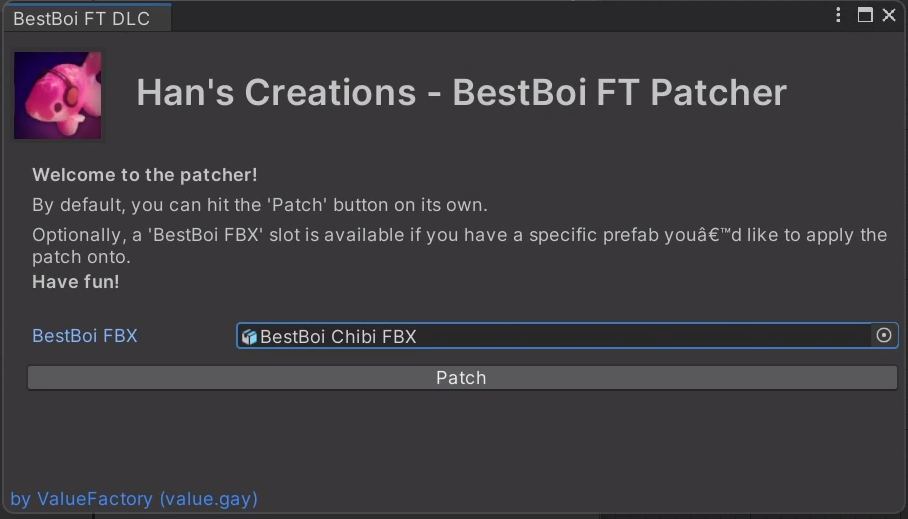 BestBoi FT DLC
Han's Creations - BestBoi FT Patcher
Welcome to the patcher!
By default, you can hit the 'Patch' button on its own.
Optionally, a 'BestBoi FBX' slot is available if you have a specific prefab youâ€™d like to apply the
patch onto.
Have fun!
BestBoi FBX
BestBoi Chibi FBX
Patch
by ValueFactory (value.gay)